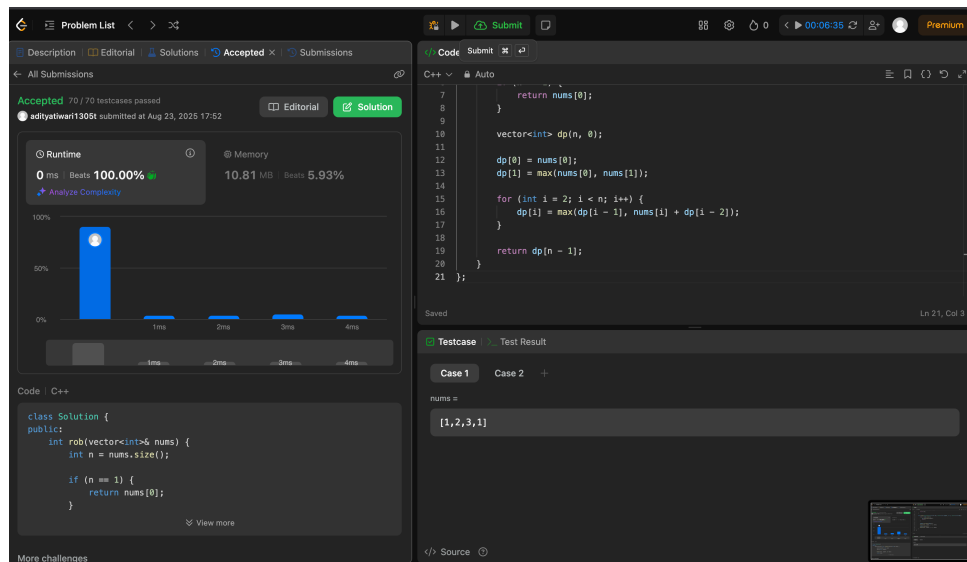 Problem List
Submit
0
00:06:35
Premium
Description
Editorial
Solutions
Accepted
Submissions
All Submissions
Accepted 70 / 70 testcases passed
adityatiwari1305t submitted at Aug 23, 2025 17:52
Editorial
Solution
Runtime
0 ms Beats 100.00%
Analyze Complexity
Memory
10.81 MB Beats 5.93%
100%
50%
0%
1ms 2ms 3ms 4ms
1ms 2ms 3ms 4ms
Code C++
class Solution {
public:
int rob(vector<int>& nums) {
int n = nums.size();
if (n == 1) {
return nums[0];
}
View more
More challenges
</> Code
Submit ⌘
C++ Auto
7 return nums[0];
8 }
9
10 vector<int> dp(n, 0);
11
12 dp[0] = nums[0];
13 dp[1] = max(nums[0], nums[1]);
14
15 for (int i = 2; i < n; i++) {
16 dp[i] = max(dp[i - 1], nums[i] + dp[i - 2]);
17 }
18
19 return dp[n - 1];
20 }
21 };
Saved
Ln 21, Col 3
Testcase
>_ Test Result
Case 1 Case 2 +
nums =
[1,2,3,1]
</> Source